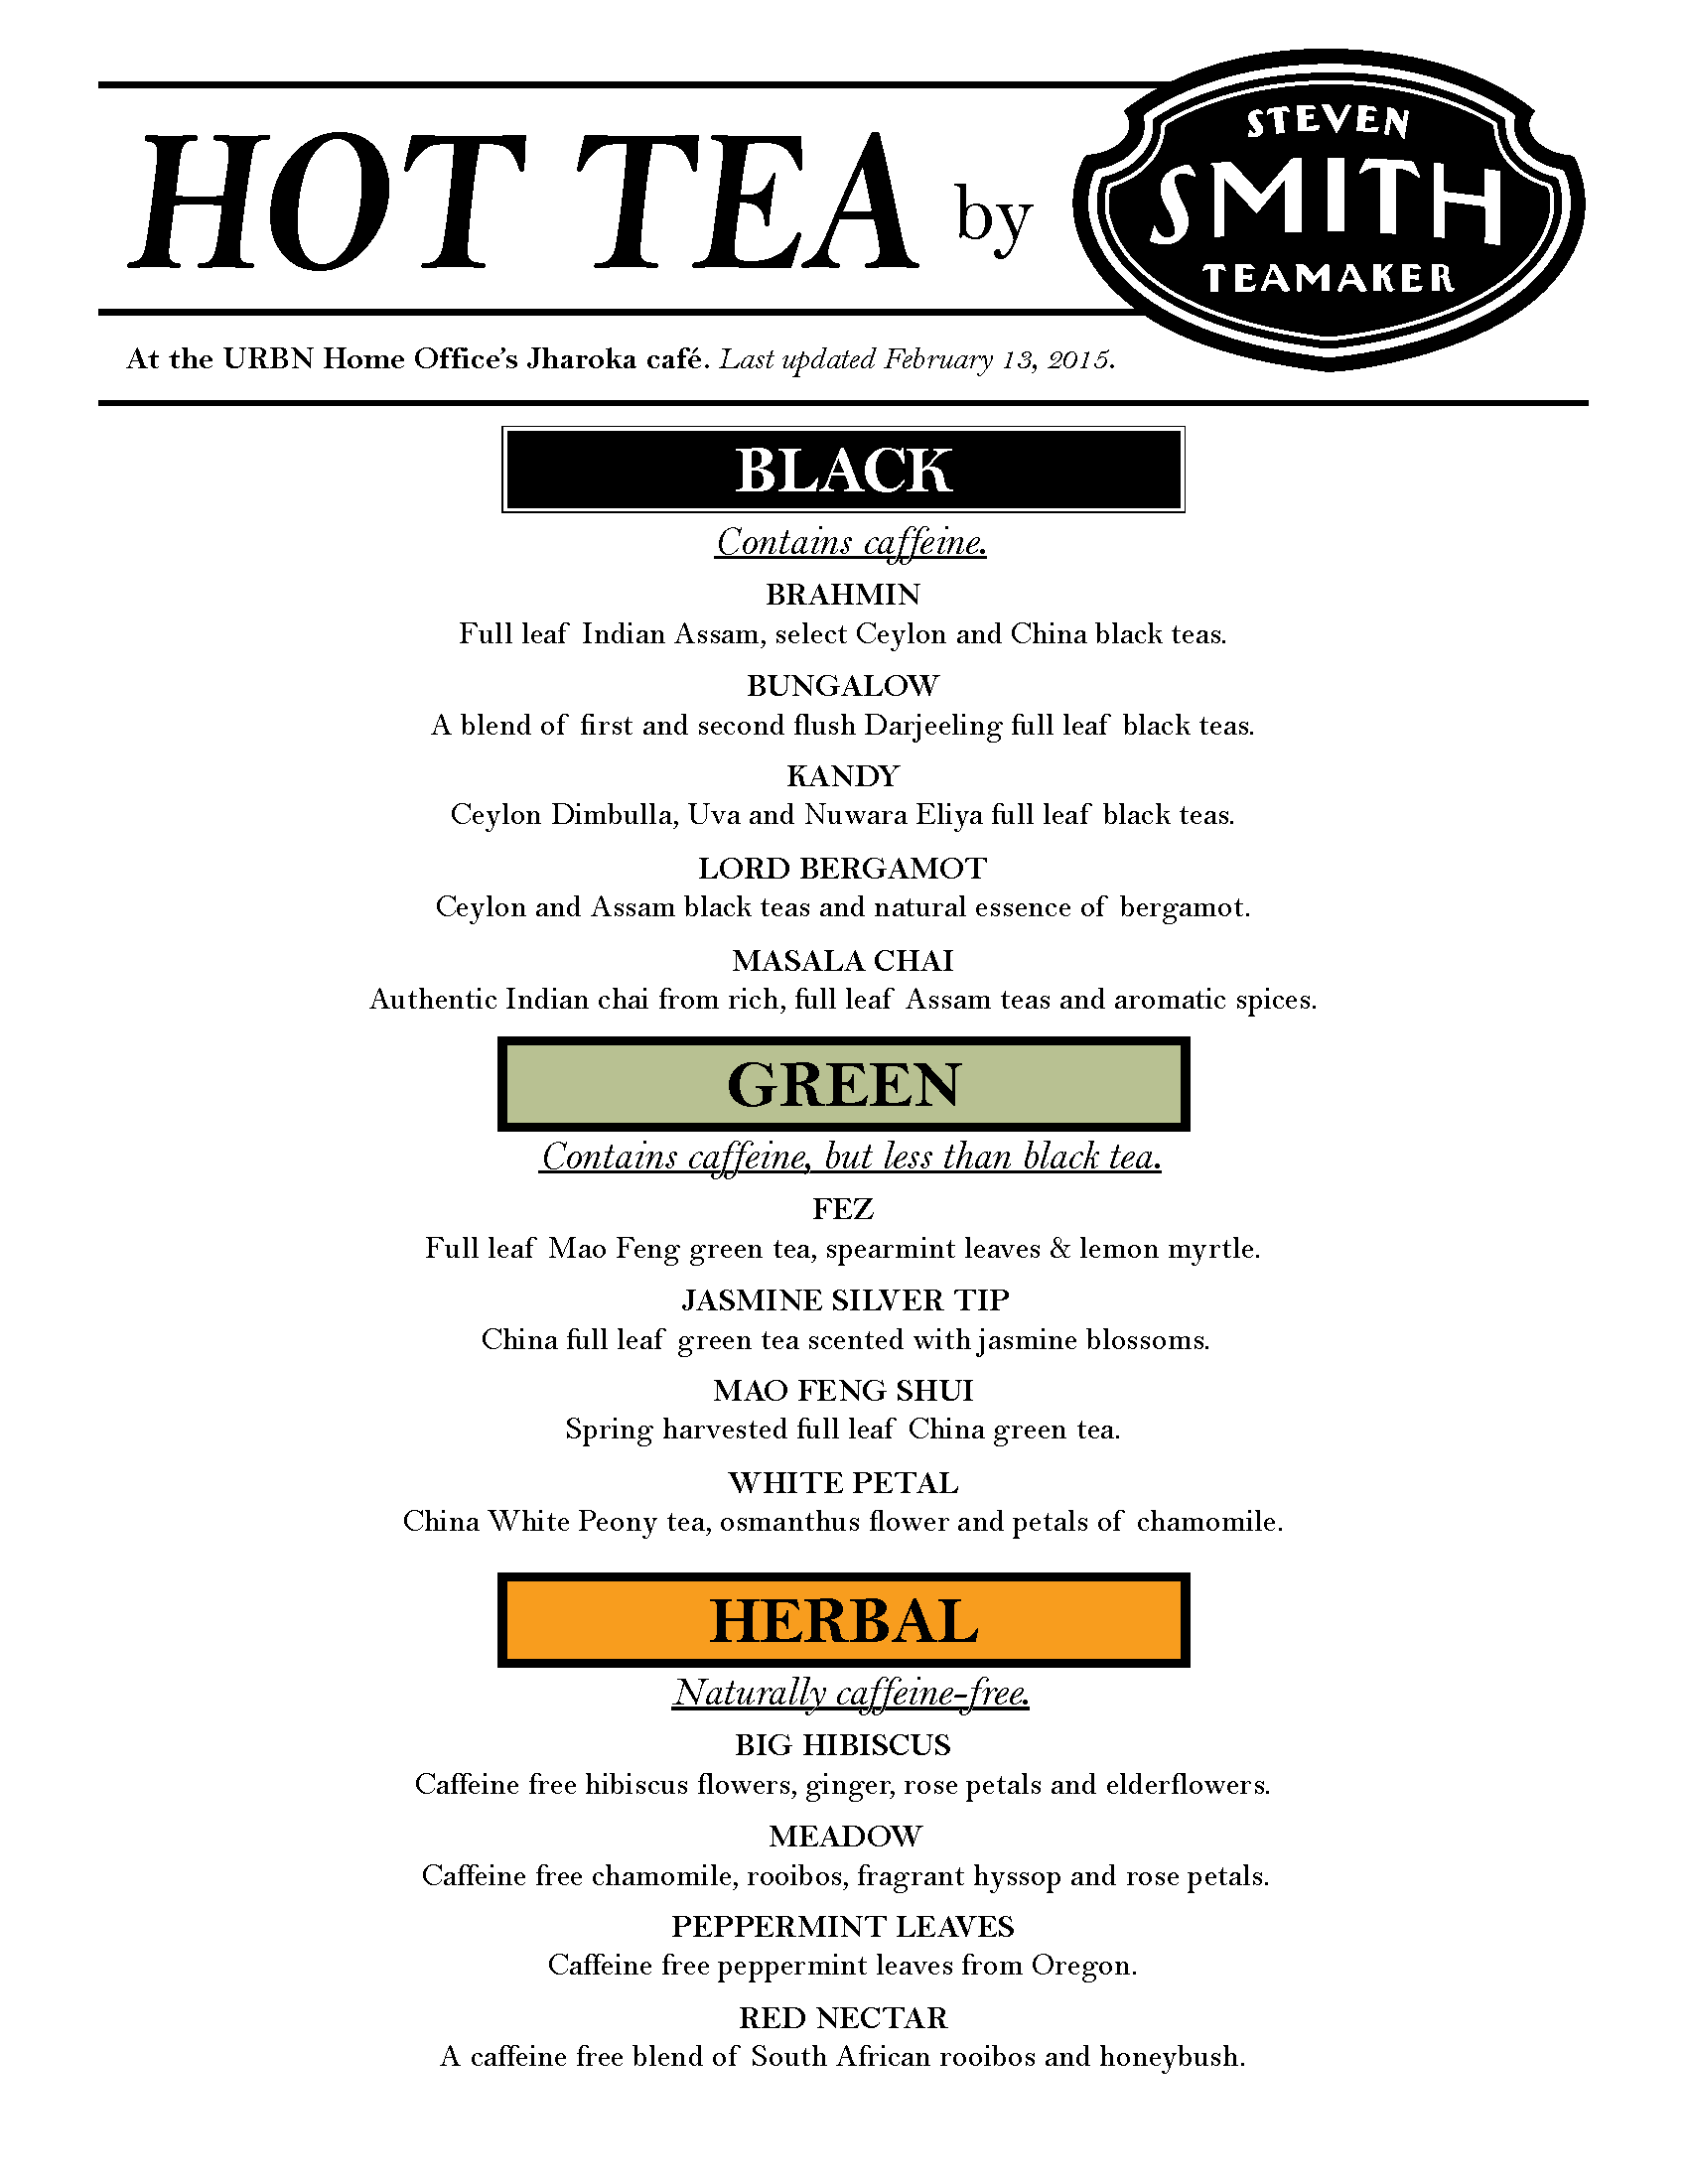 HOT TEA by
STEVEN
SMITH
TEAMAKER
At the URBN Home Office's Jharoka café. Last updated February 13, 2015.
BLACK
Contains caffeine.
BRAHMIN
Full leaf Indian Assam, select Ceylon and China black teas.
BUNGALOW
A blend of first and second flush Darjeeling full leaf black teas.
KANDY
Ceylon Dimbulla, Uva and Nuwara Eliya full leaf black teas.
LORD BERGAMOT
Ceylon and Assam black teas and natural essence of bergamot.
MASALA CHAI
Authentic Indian chai from rich, full leaf Assam teas and aromatic spices.
GREEN
Contains caffeine, but less than black tea.
FEZ
Full leaf Mao Feng green tea, spearmint leaves & lemon myrtle.
JASMINE SILVER TIP
China full leaf green tea scented with jasmine blossoms.
MAO FENG SHUI
Spring harvested full leaf China green tea.
WHITE PETAL
China White Peony tea, osmanthus flower and petals of chamomile.
HERBAL
Naturally caffeine-free.
BIG HIBISCUS
Caffeine free hibiscus flowers, ginger, rose petals and elderflowers.
MEADOW
Caffeine free chamomile, rooibos, fragrant hyssop and rose petals.
PEPPERMINT LEAVES
Caffeine free peppermint leaves from Oregon.
RED NECTAR
A caffeine free blend of South African rooibos and honeybush.